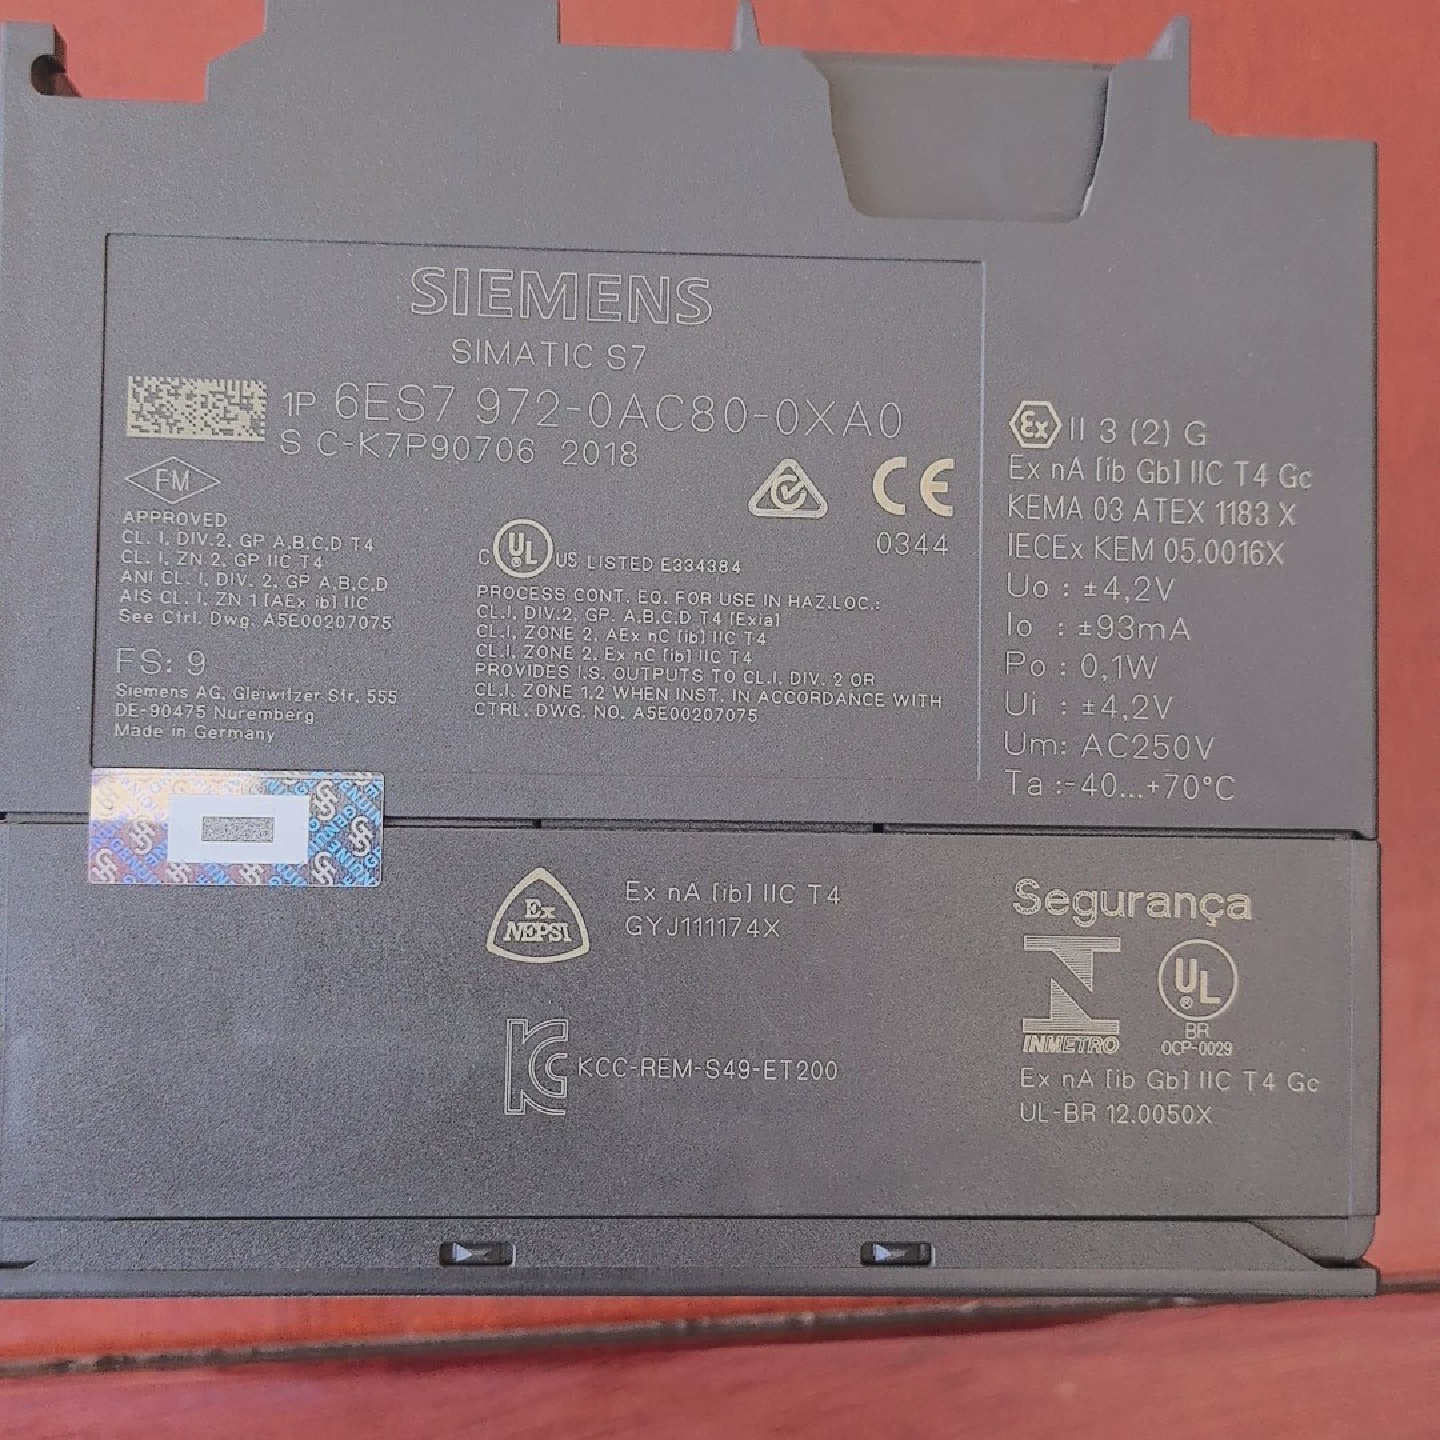 SIEMENS
SIMATIC S7
1P 6ES7 972-0AC80-0XA0
S C-K7P90706 2018
FM
APPROVED
CL. I, DIV.2, GP A,B,C,D T4
CL. I, ZN 2, GP IIC T4
ANI CL. I, DIV. 2, GP A,B,C,D
AIS CL. I, ZN 1 [AEx ib] IIC
See Ctrl. Dwg. A5E00207075
FS: 9
Siemens AG, Gleiwitzer Str. 555
DE-90475 Nuremberg
Made in Germany
CE
0344
C UL ® US LISTED E334384
PROCESS CONT. EQ. FOR USE IN HAZ.LOC.:
CL.I, DIV.2, GP. A,B,C,D T4 [Exia]
CL.I, ZONE 2, AEx nC [ib] IIC T4
CL.I, ZONE 2, Ex nC [ib] IIC T4
PROVIDES I.S. OUTPUTS TO CL.I, DIV. 2 OR
CL.I, ZONE 1,2 WHEN INST. IN ACCORDANCE WITH
CTRL. DWG. NO. A5E00207075
Ex II 3 (2) G
Ex nA [ib Gb] IIC T4 Gc
KEMA 03 ATEX 1183 X
IECEx KEM 05.0016X
Uo : ±4,2V
Io : ±93mA
Po : 0,1W
Ui : ±4,2V
Um: AC250V
Ta :-40...+70°C
GENUINE
Ex
NEPSI
Ex nA [ib] IIC T4
GYJ111174X
KCC-REM-S49-ET200
Segurança
INMETRO
UL
®
BR
OCP-0029
Ex nA [ib Gb] IIC T4 Gc
UL-BR 12.0050X